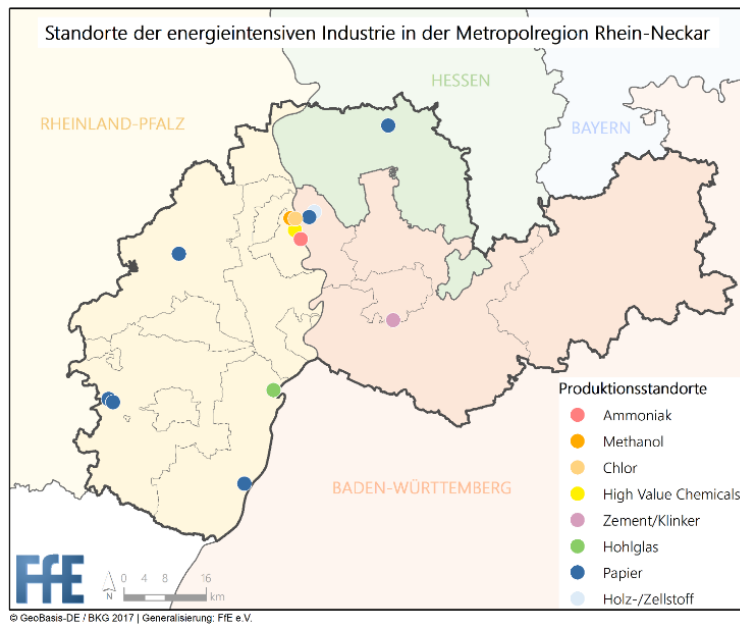 Standorte der energieintensiven Industrie in der Metropolregion Rhein-Neckar
HESSEN
RHEINLAND-PFALZ
BAYERN
BADEN-WÜRTTEMBERG
Produktionsstandorte
Ammoniak
Methanol
Chlor
High Value Chemicals
Zement/Klinker
Hohlglas
Papier
Holz-/Zellstoff
FfE
N
0 4 8 16
km
© GeoBasis-DE / BKG 2017 | Generalisierung: FfE e.V.